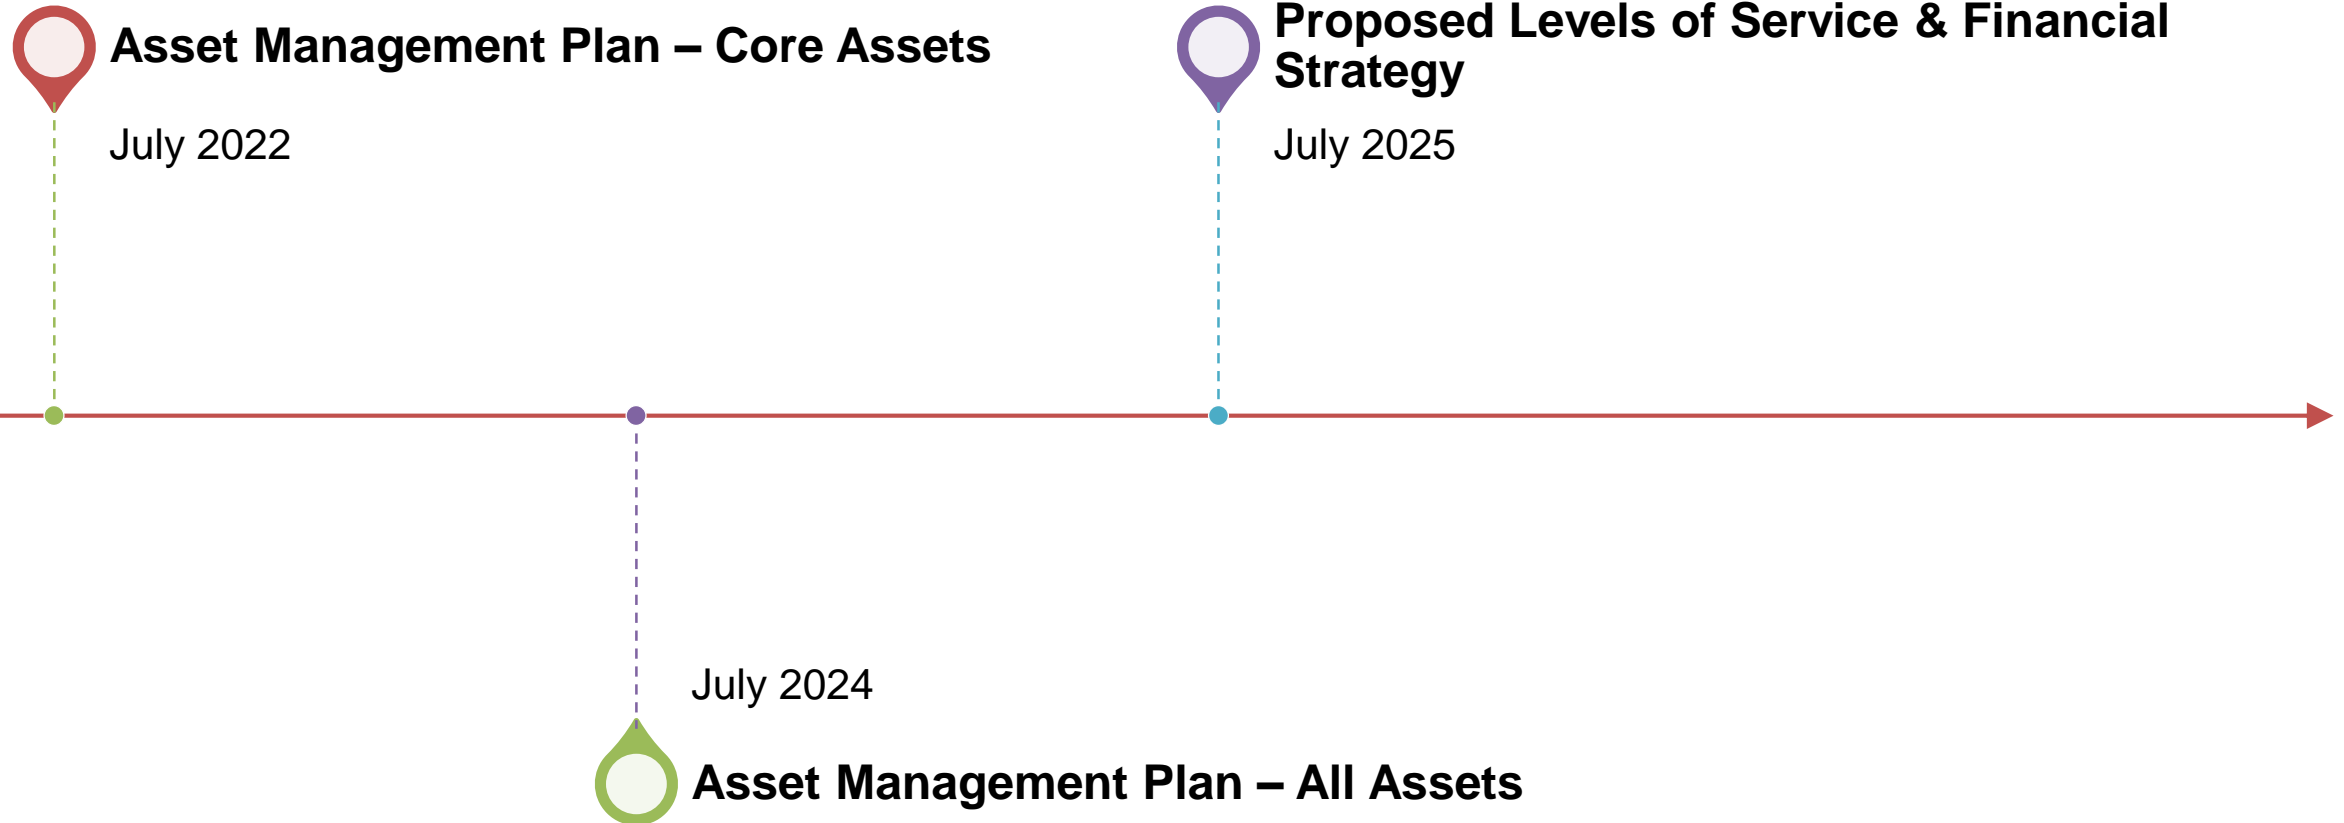 Asset Management Plan – Core Assets
July 2022
Proposed Levels of Service & Financial
Strategy
July 2025
July 2024
Asset Management Plan – All Assets